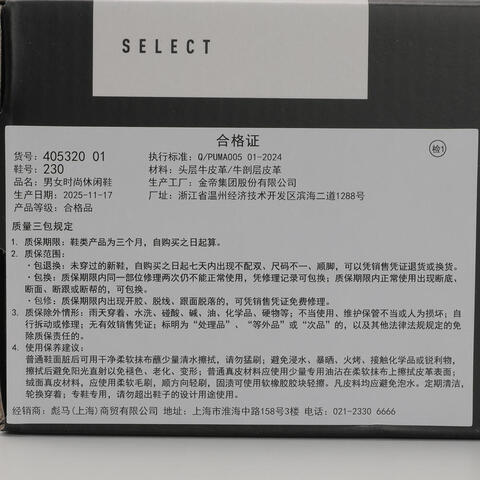 SELECT
合格证
检1
货号: 405320 01
鞋号: 230
品名: 男女时尚休闲鞋
生产日期: 2025-11-17
产品等级: 合格品
执行标准: Q/PUMA005 01-2024
材质: 头层牛皮革/牛剖层皮革
生产工厂: 金帝集团股份有限公司
厂址: 浙江省温州经济技术开发区滨海二道1288号
质量三包规定
1. 质保期限: 鞋类产品为三个月, 自购买之日起算。
2. 质保范围:
· 包退换: 未穿过的新鞋, 自购买之日起七天内出现不配双、尺码不一、顺脚, 可以凭销售凭证退货或换货。
· 包换: 质保期限内同一部位修理两次仍不能正常使用, 凭修理记录可包换; 质保期限内正常使用出现断底、
断面、断跟或断帮的, 可包换。
· 包修: 质保期内出现开胶、脱线、跟面脱落的, 可凭销售凭证免费修理。
3. 质保除外情形: 雨天穿着、水洗、碰酸、碱、油、化学品、硬物等; 不当使用、维护保管不当或人为损坏; 自
行拆动或修理; 无有效销售凭证; 标明为“处理品”、“等外品”或“次品”的, 以及其他法律法规规定的免
除质保责任的。
4. 使用保养建议:
普通鞋面脏后可用干净柔软抹布蘸少量清水擦拭, 请勿猛刷; 避免浸水、暴晒、火烤、接触化学品或锐利物,
擦拭后避免阳光直射以免褪色、老化、变形; 普通真皮材质应使用少量专用油沾在柔软抹布上擦拭皮革表面;
绒面真皮材料, 应使用柔软毛刷, 顺方向轻刷, 固渍可使用软橡胶胶块轻擦。凡皮料均应避免泡水。定期清洁,
轮换穿着; 专鞋专用, 请勿超出鞋子的设计用途使用。
经销商: 彪马(上海)商贸有限公司 地址: 上海市淮海中路158号3楼 电话: 021-2330 6666